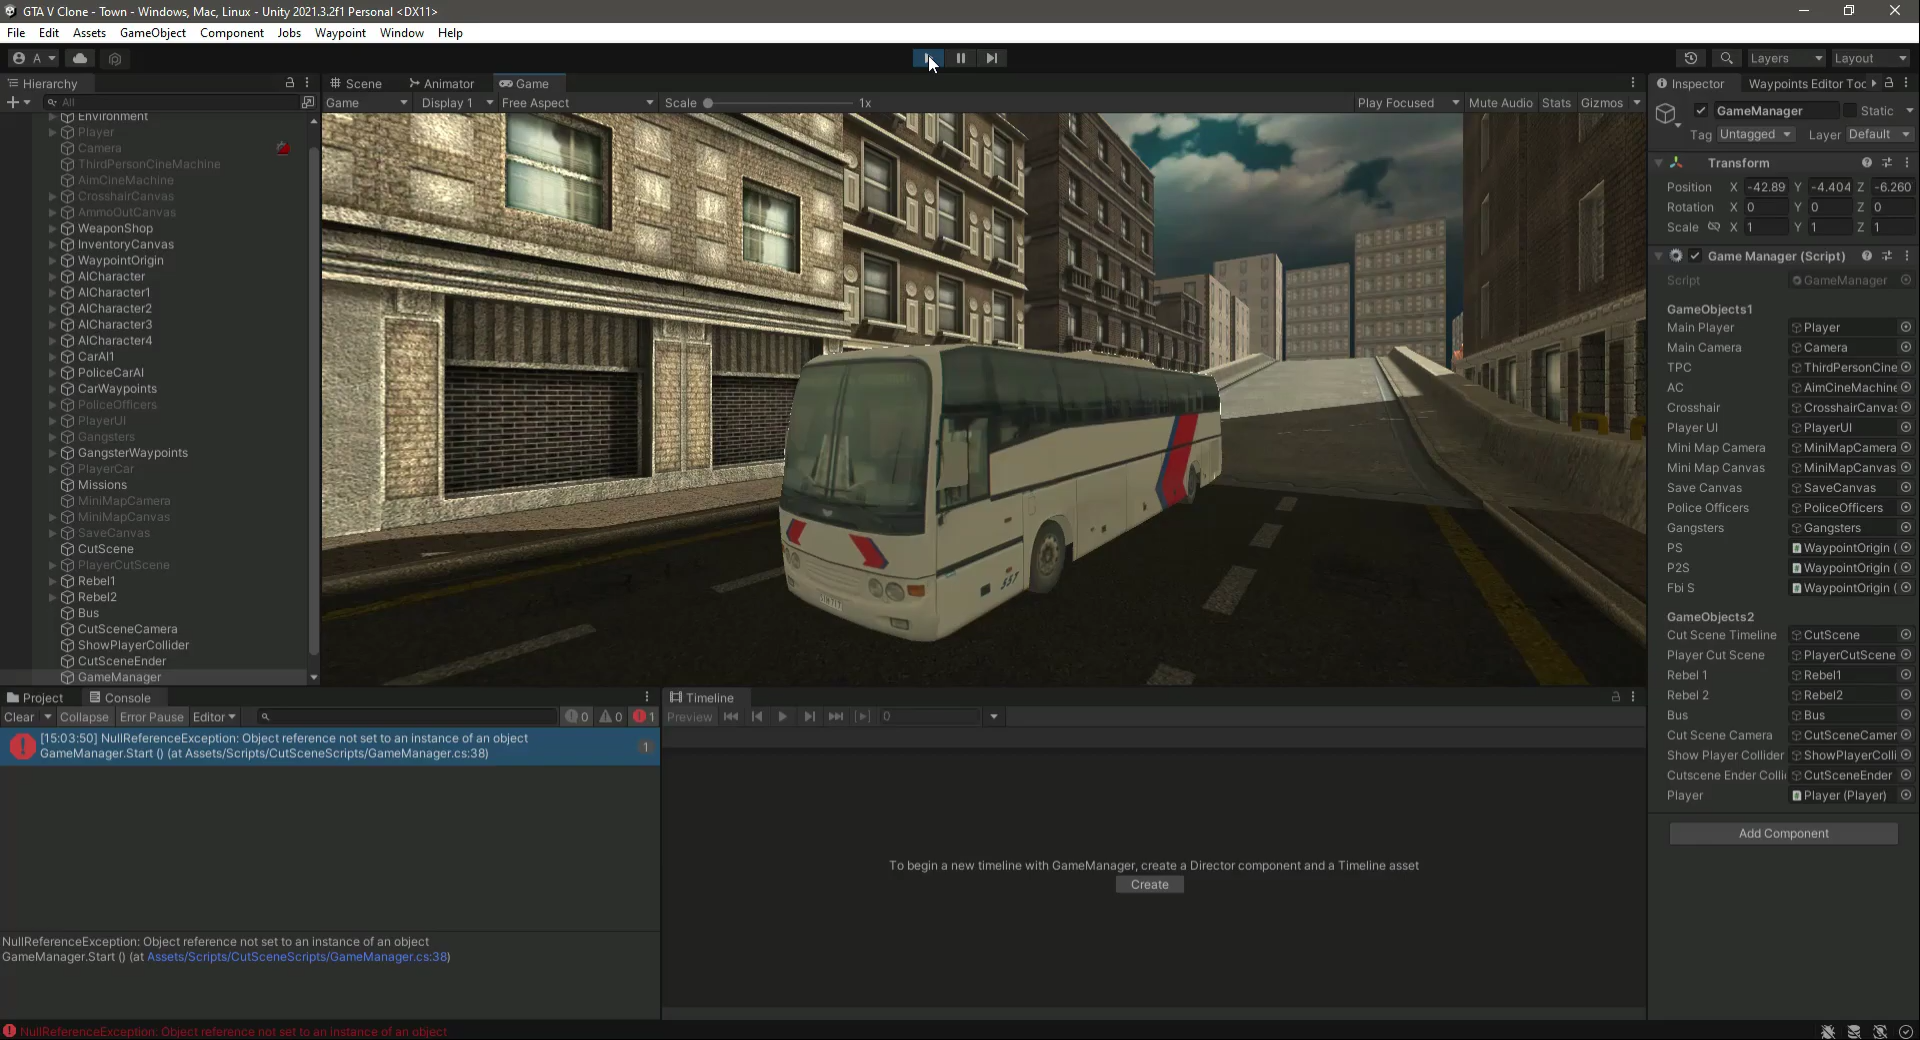 GTA V Clone - Town - Windows, Mac, Linux - Unity 2021.3.2f1 Personal <DX11>
File Edit Assets GameObject Component Jobs Waypoint Window Help
A Layers Layout
Hierarchy
All
Environment
Player
Camera
ThirdPersonCineMachine
AimCineMachine
CrosshairCanvas
AmmoOutCanvas
WeaponShop
InventoryCanvas
WaypointOrigin
AICharacter
AICharacter1
AICharacter2
AICharacter3
AICharacter4
CarAI1
PoliceCarAI
CarWaypoints
PoliceOfficers
PlayerUI
Gangsters
GangsterWaypoints
PlayerCar
Missions
MiniMapCamera
MiniMapCanvas
SaveCanvas
CutScene
PlayerCutScene
Rebel1
Rebel2
Bus
CutSceneCamera
ShowPlayerCollider
CutSceneEnder
GameManager
Scene Animator Game
Game Display 1 Free Aspect Scale 1x Play Focused Mute Audio Stats Gizmos
557
Inspector Waypoints Editor Toc
GameManager Static
Tag Untagged Layer Default
Transform
Position X -42.89 Y -4.404 Z -6.260
Rotation X 0 Y 0 Z 0
Scale X 1 Y 1 Z 1
Game Manager (Script)
Script GameManager
GameObjects1
Main Player Player
Main Camera Camera
TPC ThirdPersonCine
AC AimCineMachine
Crosshair CrosshairCanvas
Player UI PlayerUI
Mini Map Camera MiniMapCamera
Mini Map Canvas MiniMapCanvas
Save Canvas SaveCanvas
Police Officers PoliceOfficers
Gangsters Gangsters
PS WaypointOrigin (
P2S WaypointOrigin (
Fbi S WaypointOrigin (
GameObjects2
Cut Scene Timeline CutScene
Player Cut Scene PlayerCutScene
Rebel 1 Rebel1
Rebel 2 Rebel2
Bus Bus
Cut Scene Camera CutSceneCamer
Show Player Collider ShowPlayerColli
Cutscene Ender Colli CutSceneEnder
Player Player (Player)
Add Component
Project Console
Clear Collapse Error Pause Editor 0 0 1
[15:03:50] NullReferenceException: Object reference not set to an instance of an object
GameManager.Start () (at Assets/Scripts/CutSceneScripts/GameManager.cs:38)
1
NullReferenceException: Object reference not set to an instance of an object
GameManager.Start () (at Assets/Scripts/CutSceneScripts/GameManager.cs:38)
Timeline
Preview 0
To begin a new timeline with GameManager, create a Director component and a Timeline asset
Create
NullReferenceException: Object reference not set to an instance of an object